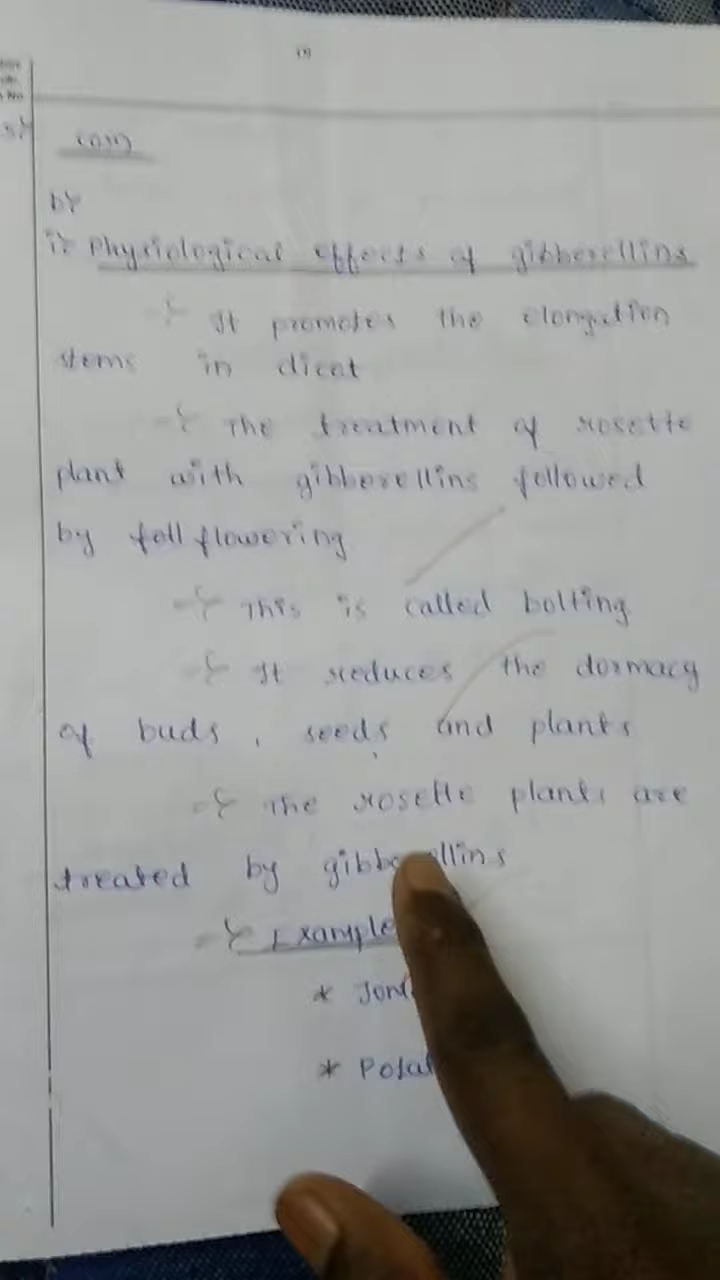 (or)
b)
i) Physiological effects of gibberellins
-) It promotes the elongation
stems in dicot
-) The treatment of rosette
plant with gibberellins followed
by foll flowering
-) This is called bolting
-) It reduces the dormacy
of buds, seeds and plants
-) The rosette plants are
treated by gibberellins
-) Example
*
*